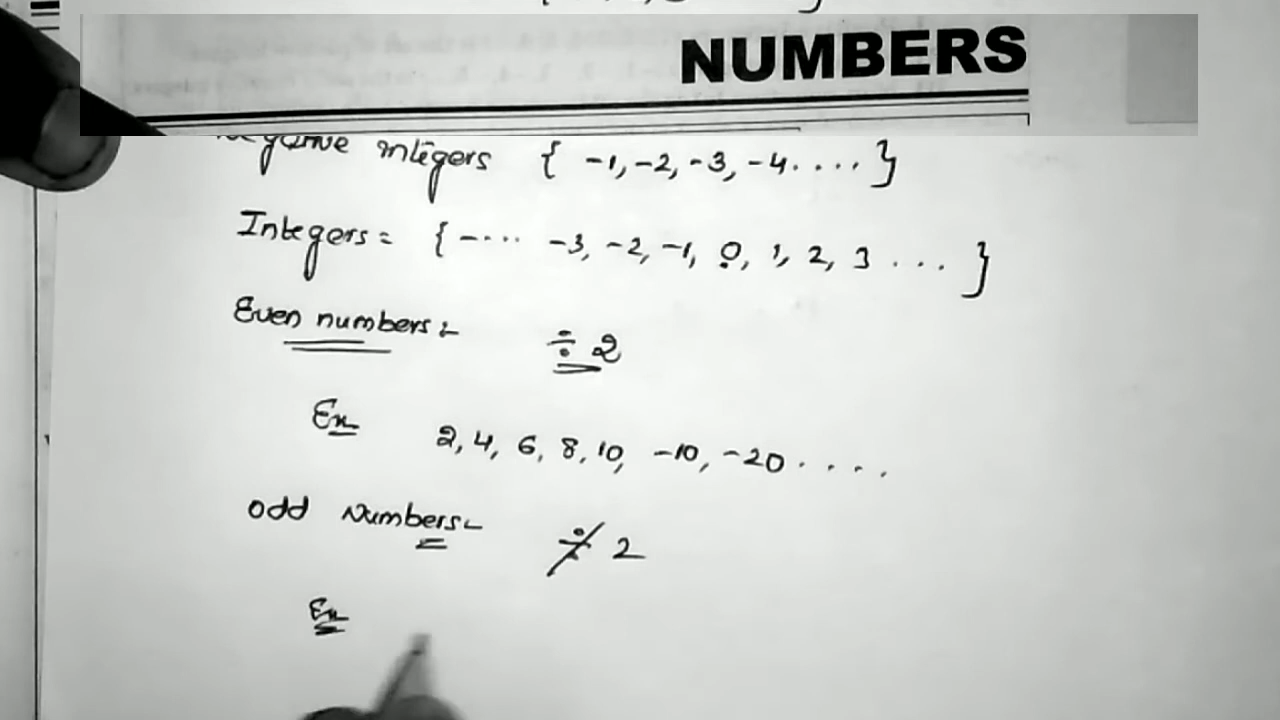 NUMBERS
Negative integers { -1, -2, -3, -4. . . . }
Integers = { -... -3, -2, -1, 0, 1, 2, 3 ... }
Even numbers:- ÷ 2
Ex 2, 4, 6, 8, 10, -10, -20 . . . .
odd Numbers:- ÷ 2
Ex